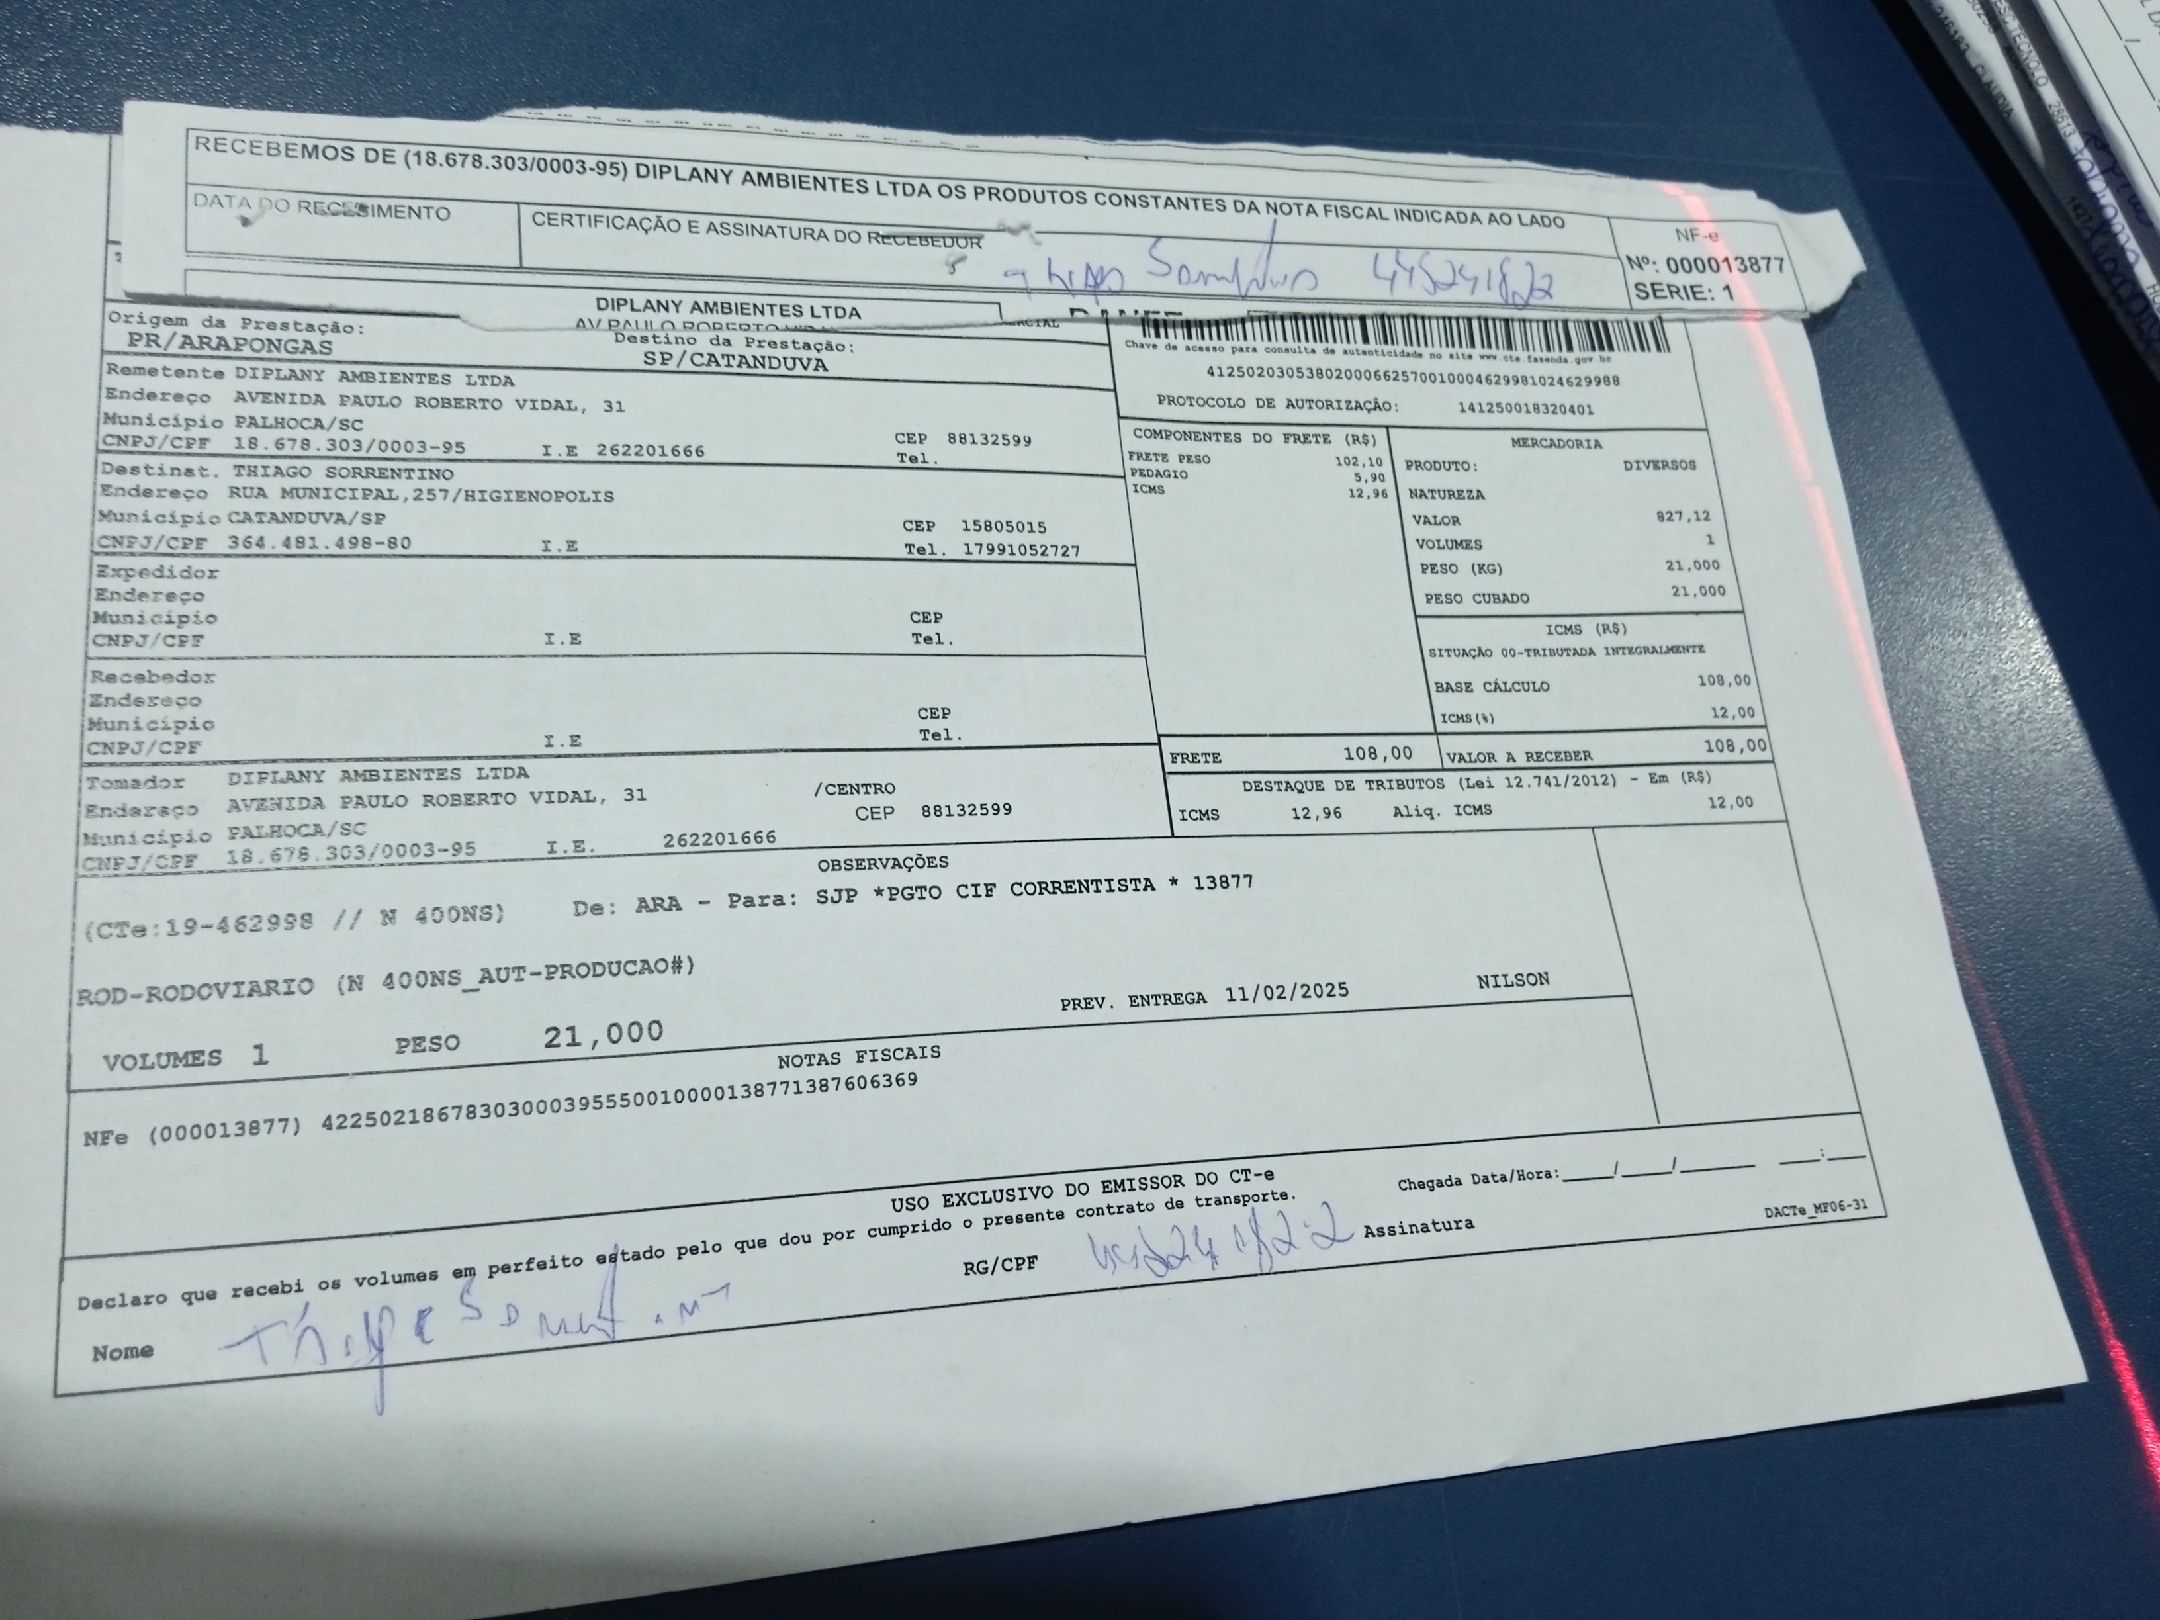 RECEBEMOS DE (18.678.303/0003-95) DIPLANY AMBIENTES LTDA OS PRODUTOS CONSTANTES DA NOTA FISCAL INDICADA AO LADO
DATA DO RECEBIMENTO
CERTIFICAÇÃO E ASSINATURA DO RECEBEDOR
NF-e
Nº: 000013877
SERIE: 1
DIPLANY AMBIENTES LTDA
Origem da Prestação:
PR/ARAPONGAS
Destino da Prestação:
SP/CATANDUVA
Chave de acesso para consulta de autenticidade no site www.cte.fazenda.gov.br
41250203053802000662570010004629981024629988
PROTOCOLO DE AUTORIZAÇÃO: 141250018320401
Remetente DIPLANY AMBIENTES LTDA
Endereço AVENIDA PAULO ROBERTO VIDAL, 31
Município PALHOCA/SC CEP 88132599
CNPJ/CPF 18.678.303/0003-95 I.E 262201666 Tel.
Destinat. THIAGO SORRENTINO
Endereço RUA MUNICIPAL,257/HIGIENOPOLIS
Município CATANDUVA/SP CEP 15805015
CNPJ/CPF 364.481.498-80 I.E Tel. 17991052727
Expedidor
Endereço
Município CEP
CNPJ/CPF I.E Tel.
Recebedor
Endereço
Município CEP
CNPJ/CPF I.E Tel.
Tomador DIPLANY AMBIENTES LTDA
Endereço AVENIDA PAULO ROBERTO VIDAL, 31 /CENTRO
Município PALHOCA/SC CEP 88132599
CNPJ/CPF 18.678.303/0003-95 I.E. 262201666
COMPONENTES DO FRETE (R$)
FRETE PESO 102,10
PEDAGIO 5,90
ICMS 12,96
MERCADORIA
PRODUTO: DIVERSOS
NATUREZA
VALOR 827,12
VOLUMES 1
PESO (KG) 21,000
PESO CUBADO 21,000
ICMS (R$)
SITUAÇÃO 00-TRIBUTADA INTEGRALMENTE
BASE CÁLCULO 108,00
ICMS(%) 12,00
FRETE 108,00 VALOR A RECEBER 108,00
DESTAQUE DE TRIBUTOS (Lei 12.741/2012) - Em (R$)
ICMS 12,96 Aliq. ICMS 12,00
OBSERVAÇÕES
(CTe:19-462998 // N 400NS) De: ARA - Para: SJP *PGTO CIF CORRENTISTA * 13877
ROD-RODOVIARIO (N 400NS_AUT-PRODUCAO#)
PREV. ENTREGA 11/02/2025 NILSON
VOLUMES 1 PESO 21,000
NOTAS FISCAIS
NFe (000013877) 42250218678303000395550010000138771387606369
USO EXCLUSIVO DO EMISSOR DO CT-e
Declaro que recebi os volumes em perfeito estado pelo que dou por cumprido o presente contrato de transporte.
Chegada Data/Hora:____/____/______ ___:___
Nome
RG/CPF
Assinatura
DACTe_MF06-31